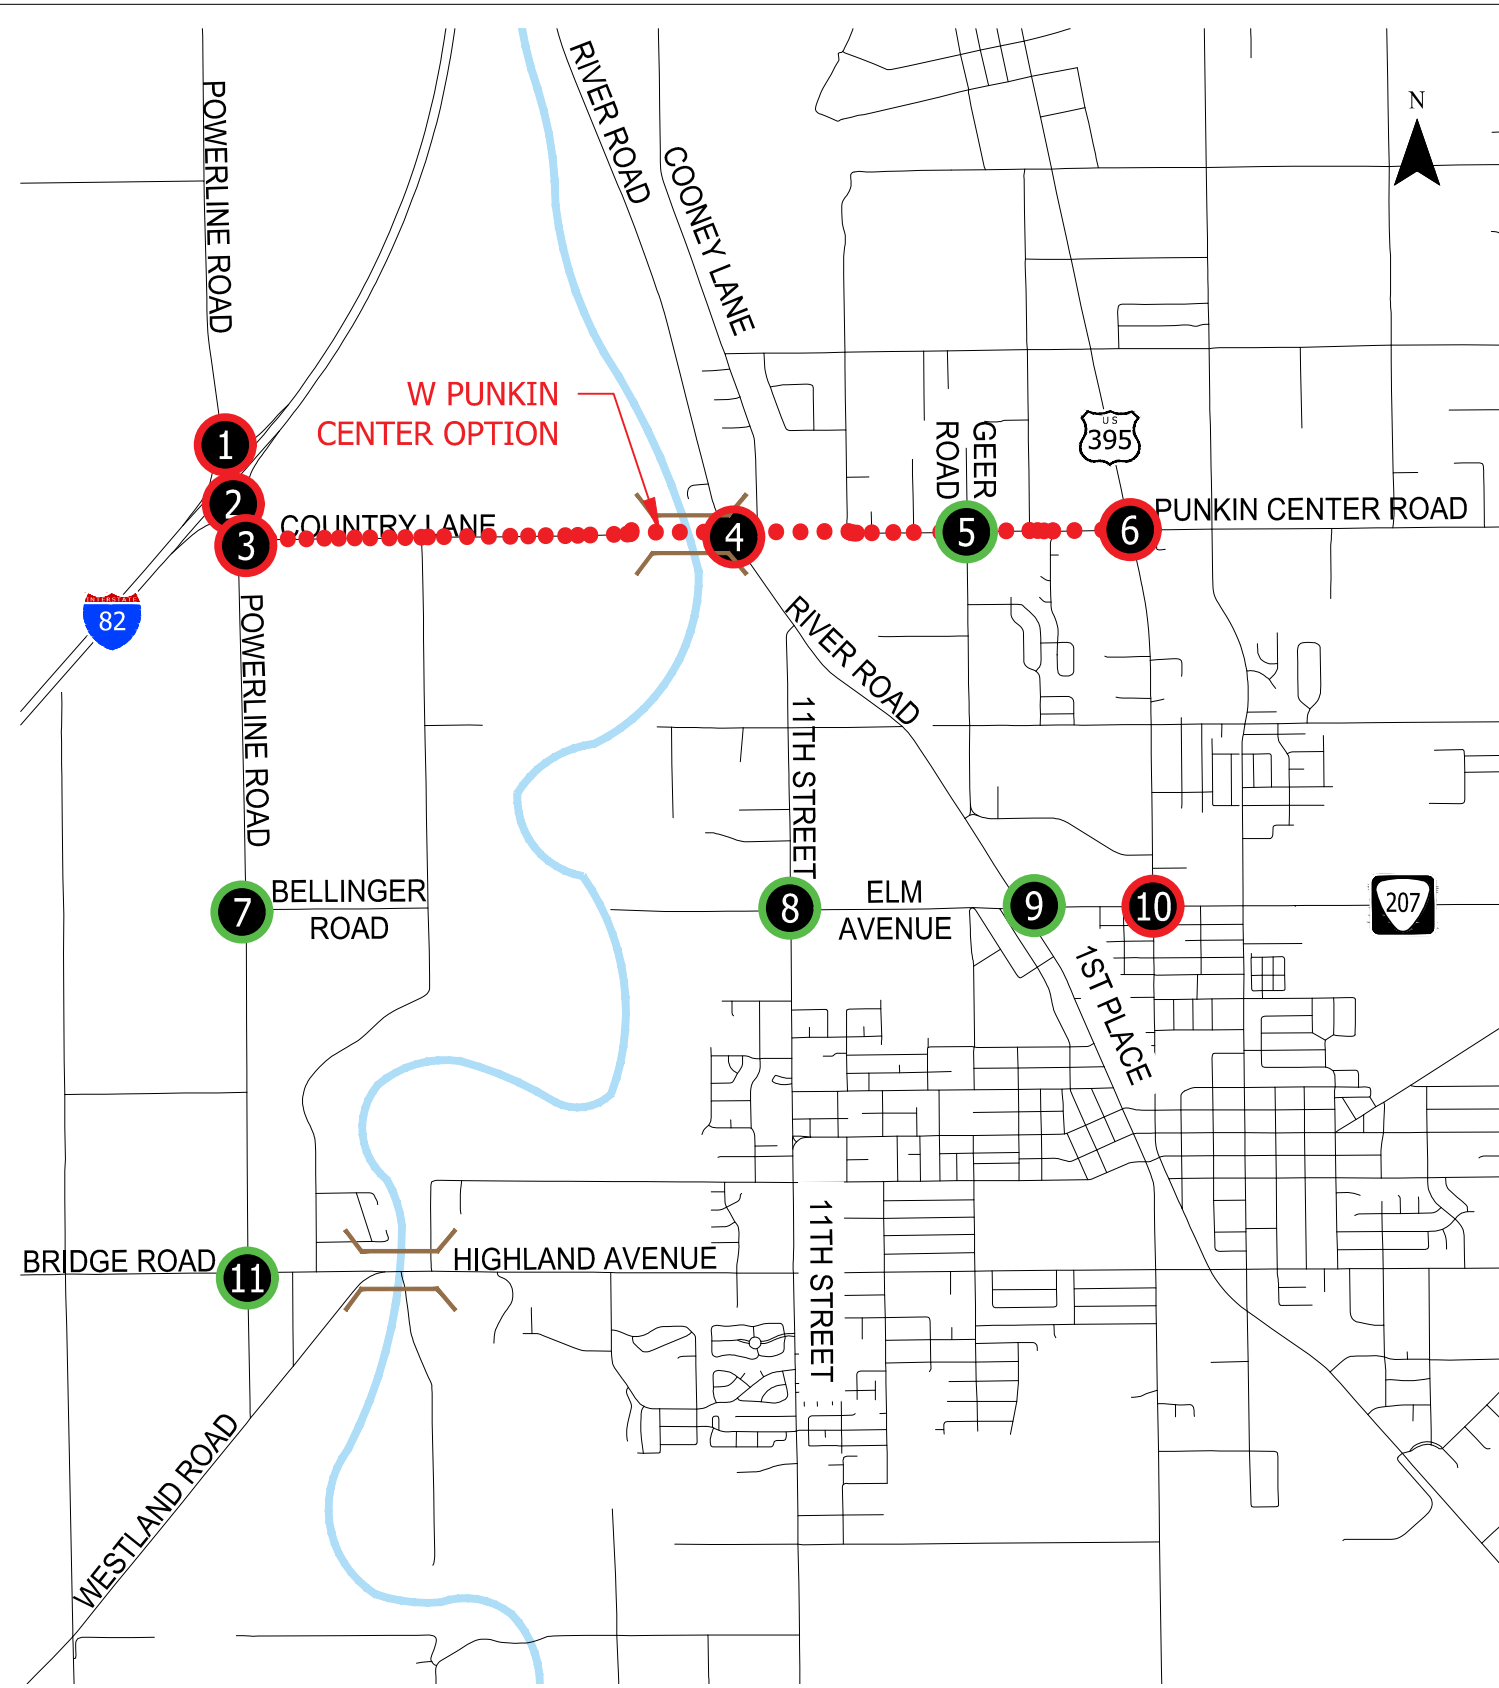 POWERLINE ROAD
RIVER ROAD
COONEY LANE
N
W PUNKIN
CENTER OPTION
GEER
ROAD
US
395
1
2
3
COUNTRY LANE
4
5
6
PUNKIN CENTER ROAD
INTERSTATE
82
POWERLINE ROAD
RIVER ROAD
11TH STREET
7
BELLINGER
ROAD
8
ELM
AVENUE
9
10
207
1ST PLACE
BRIDGE ROAD
11
HIGHLAND AVENUE
11TH STREET
WESTLAND ROAD